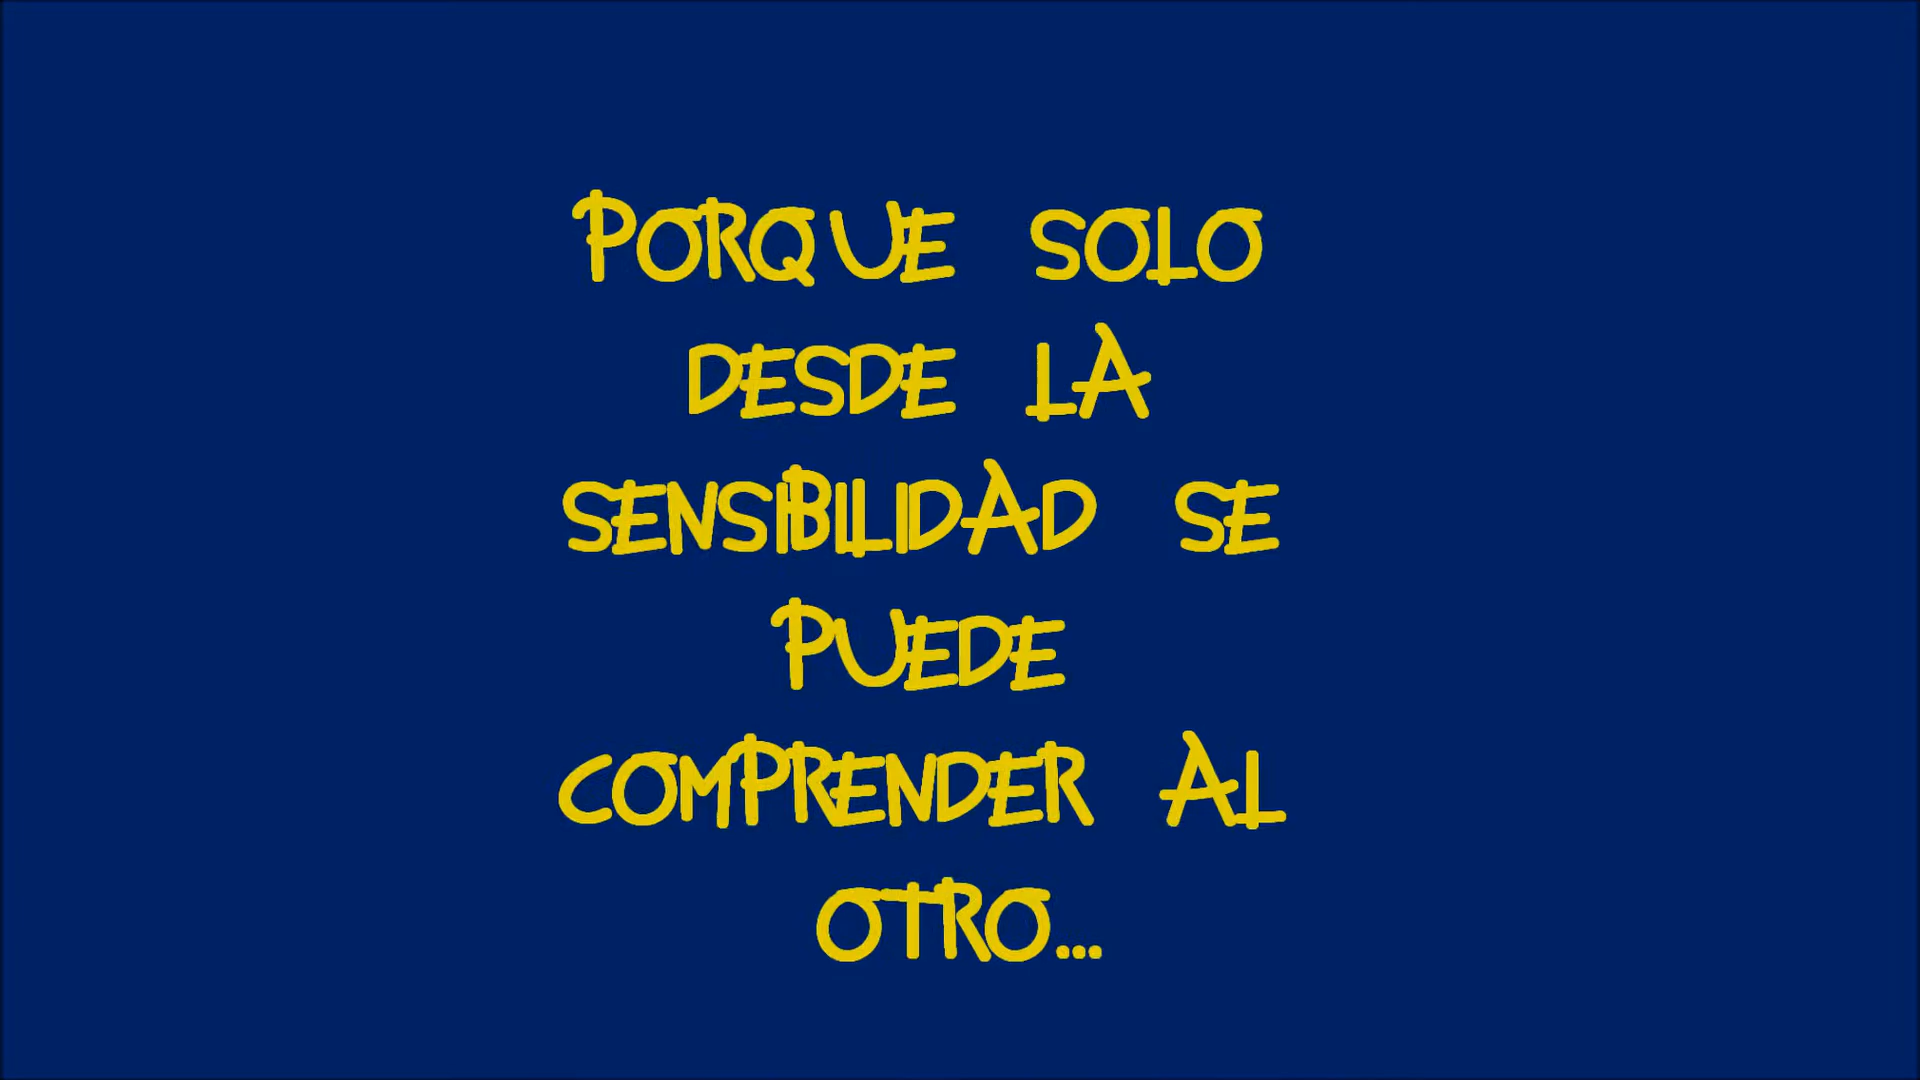 PORQUE SOLO
DESDE LA
SENSIBILIDAD SE
PUEDE
COMPRENDER AL
OTRO...